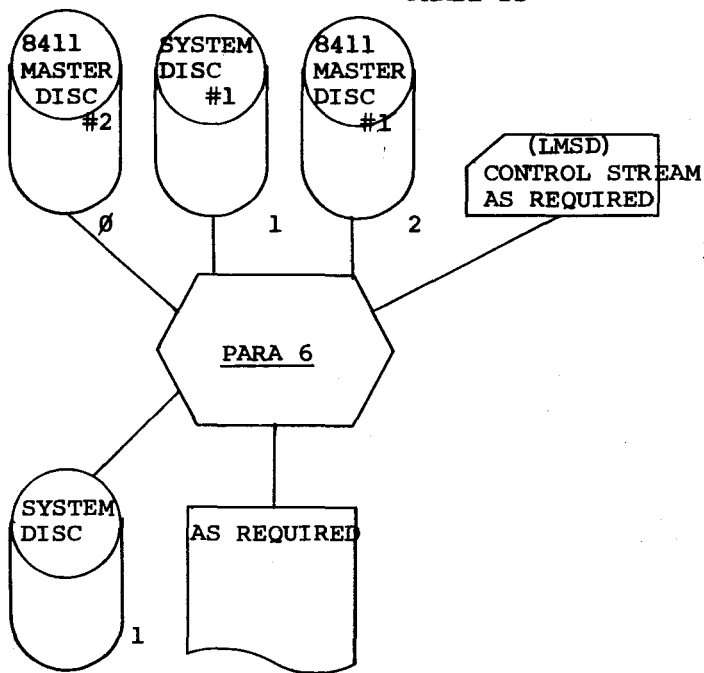 8411
MASTER
DISC
#2
SYSTEM
DISC
#1
8411
MASTER
DISC
#1
(LMSD)
CONTROL STREAM
AS REQUIRED
Ø
1
2
PARA 6
SYSTEM
DISC
1
AS REQUIRED